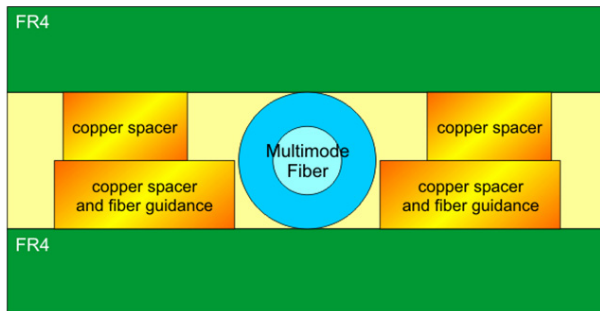 FR4
copper spacer
Multimode
Fiber
copper spacer
copper spacer
and fiber guidance
copper spacer
and fiber guidance
FR4